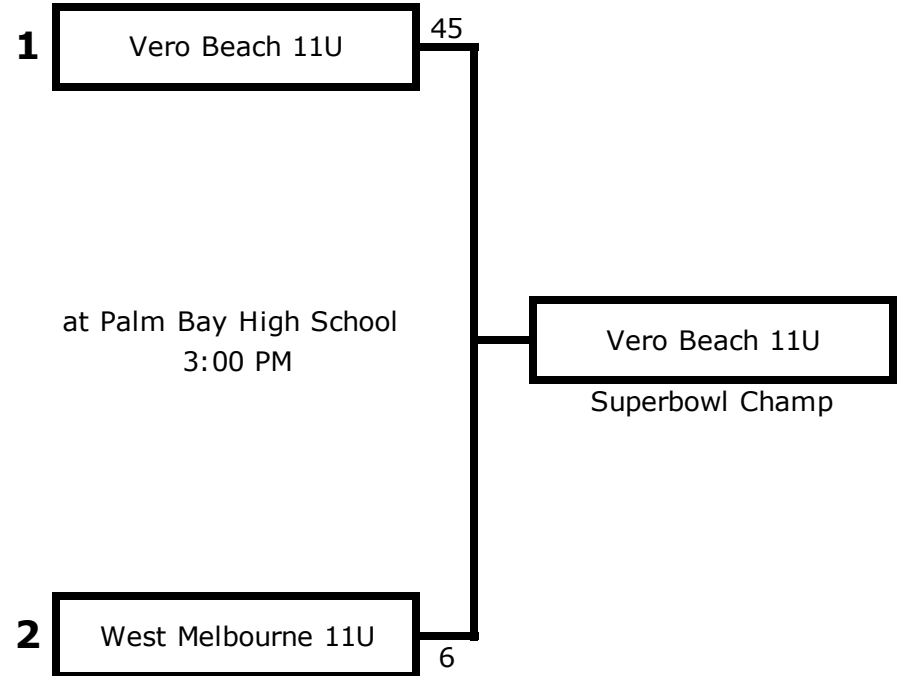 1
Vero Beach 11U
45
at Palm Bay High School
3:00 PM
Vero Beach 11U
Superbowl Champ
2
West Melbourne 11U
6